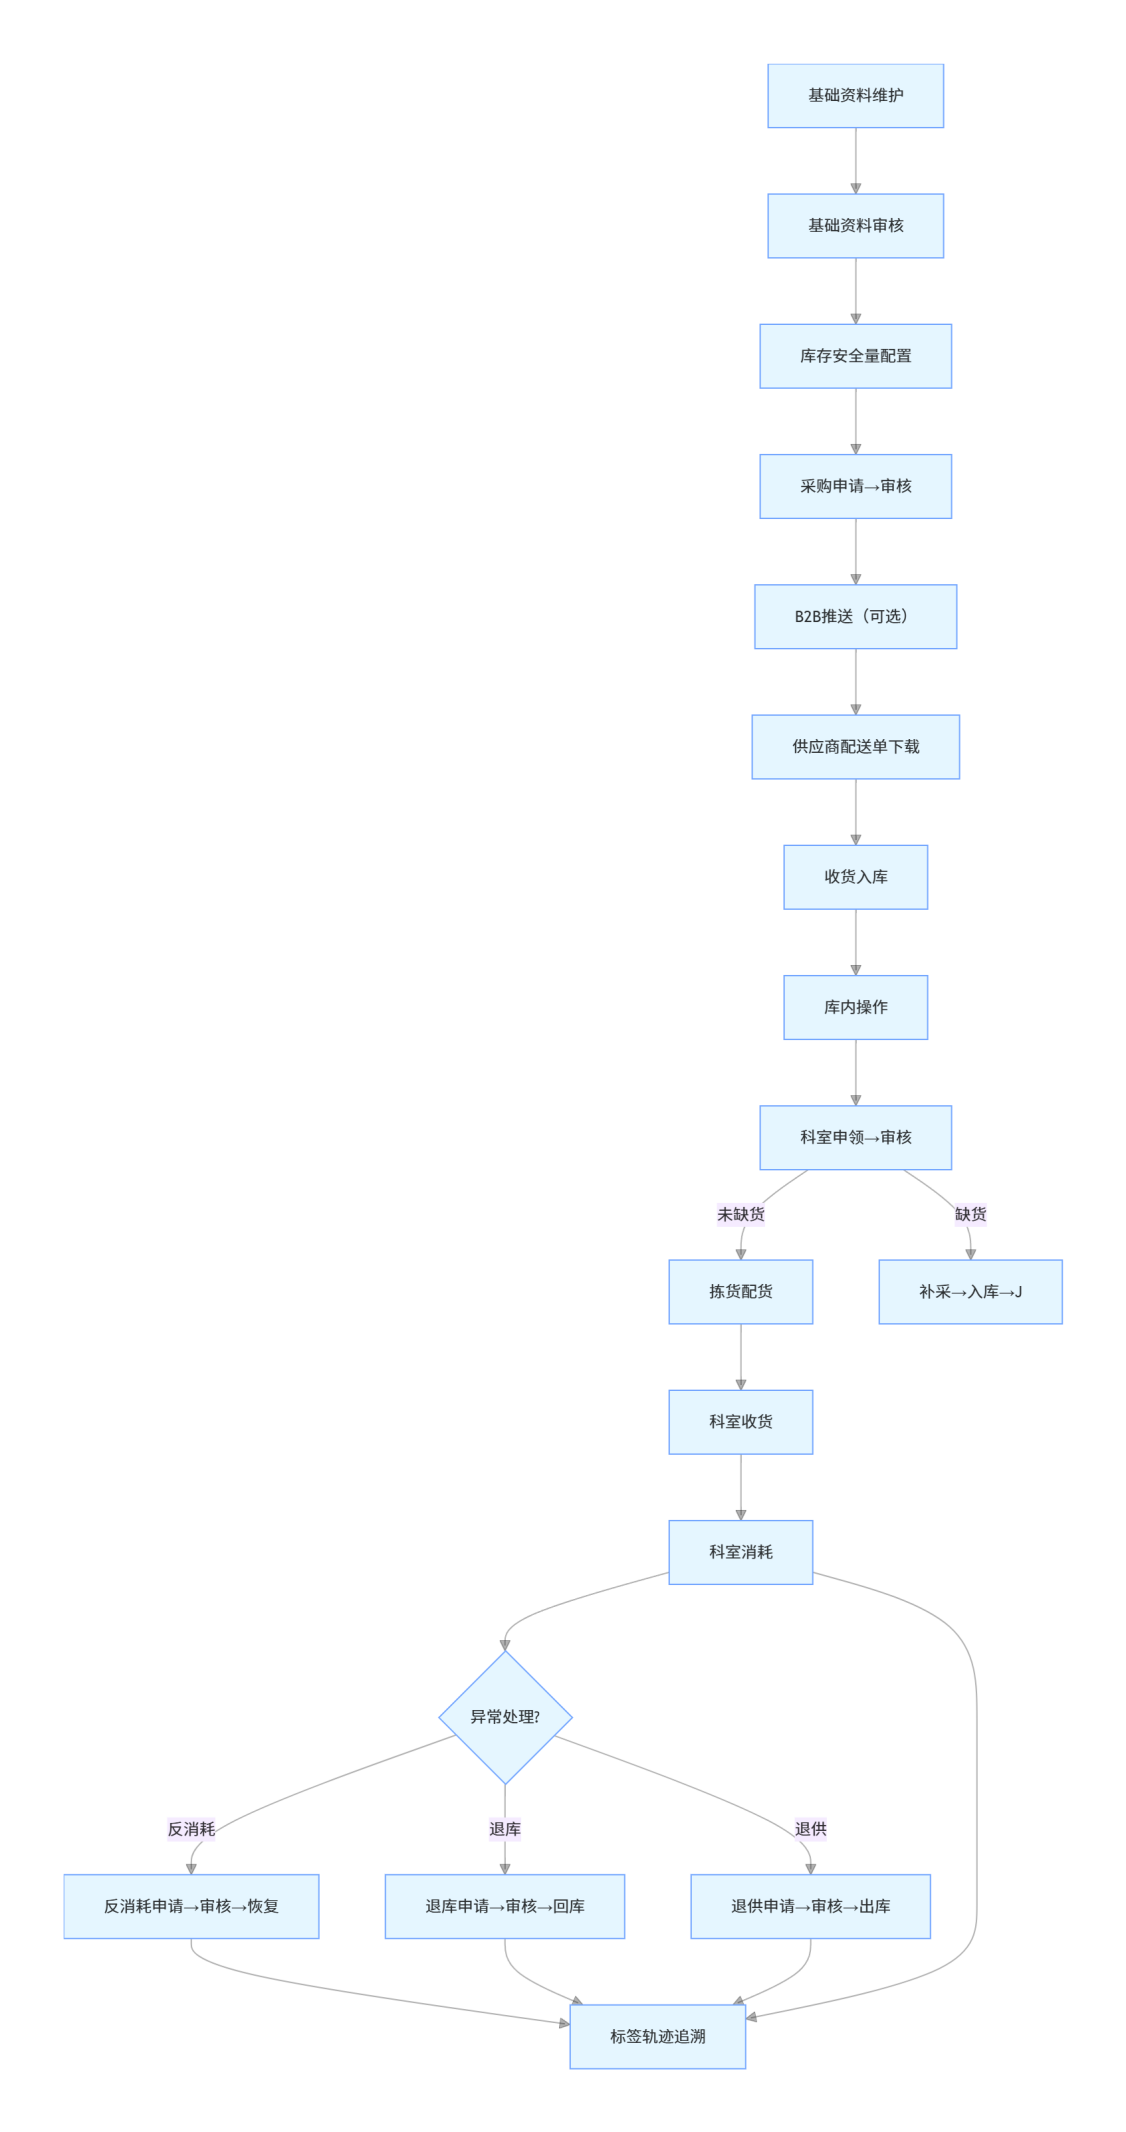 基础资料维护
基础资料审核
库存安全量配置
采购申请→审核
B2B推送（可选）
供应商配送单下载
收货入库
库内操作
科室申领→审核
未缺货
缺货
拣货配货
补采→入库→J
科室收货
科室消耗
异常处理?
反消耗
退库
退供
反消耗申请→审核→恢复
退库申请→审核→回库
退供申请→审核→出库
标签轨迹追溯